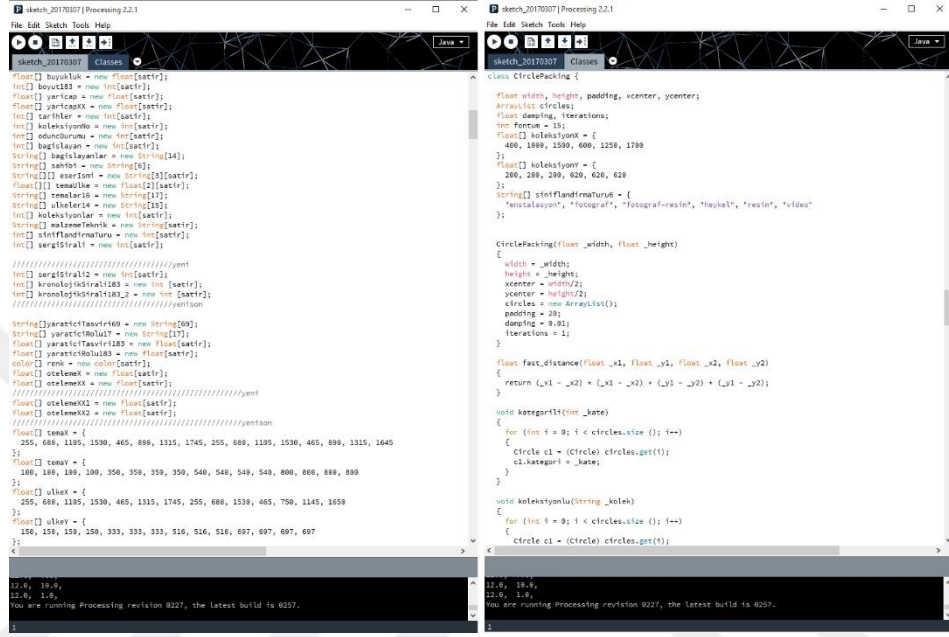 sketch_20170307 | Processing 2.2.1
File Edit Sketch Tools Help
Java
sketch_20170307 Classes
float[] buyukluk = new float[satir];
int[] boyut183 = new int[satir];
float[] yaricap = new float[satir];
float[] yaricapXX = new float[satir];
int[] tarihler = new int[satir];
int[] koleksiyonNo = new int[satir];
int[] oduncDurumu = new int[satir];
int[] bagislayan = new int[satir];
String[] bagislayanlar = new String[14];
String[] sahibi = new String[6];
String[][] eserIsmi = new String[3][satir];
float[][] temaUlke = new float[2][satir];
String[] temalar16 = new String[17];
String[] ulkeler14 = new String[15];
int[] koleksiyonlar = new int[satir];
String[] malzemeTeknik = new String[satir];
int[] siniflandirmaTuru = new int[satir];
int[] sergiSirali = new int[satir];
////////////////////////////////////yeni
int[] sergiSirali2 = new int[satir];
int[] kronolojikSirali183 = new int [satir];
int[] kronolojikSirali183_2 = new int [satir];
////////////////////////////////////yenison
String[]yaraticiTasviri69 = new String[69];
String[] yaraticiRolu17 = new String[17];
float[] yaraticiTasviri183 = new float[satir];
float[] yaraticiRolu183 = new float[satir];
color[] renk = new color[satir];
float[] otelemeX = new float[satir];
float[] otelemeXX = new float[satir];
////////////////////////////////////////////////////yeni
float[] otelemeXX1 = new float[satir];
float[] otelemeXX2 = new float[satir];
////////////////////////////////////////////////////yenison
float[] temaX = {
255, 680, 1105, 1530, 465, 890, 1315, 1745, 255, 680, 1105, 1530, 465, 890, 1315, 1645
};
float[] temaY = {
100, 100, 100, 100, 350, 350, 350, 350, 540, 540, 540, 540, 800, 800, 800, 800
};
float[] ulkeX = {
255, 680, 1105, 1530, 465, 1315, 1745, 255, 680, 1530, 465, 750, 1145, 1650
};
float[] ulkeY = {
150, 150, 150, 150, 333, 333, 333, 516, 516, 516, 697, 697, 697, 697
};
12.0, 10.0,
12.0, 1.0,
You are running Processing revision 0227, the latest build is 0257.
1
sketch_20170307 | Processing 2.2.1
File Edit Sketch Tools Help
Java
sketch_20170307 Classes
class CirclePacking {
float width, height, padding, xcenter, ycenter;
ArrayList circles;
float damping, iterations;
int fontum = 15;
float[] koleksiyonX = {
400, 1000, 1500, 600, 1250, 1700
};
float[] koleksiyonY = {
200, 200, 200, 620, 620, 620
};
String[] siniflandirmaTuru6 = {
"enstalasyon", "fotograf", "fotograf-resim", "heykel", "resim", "video"
};
CirclePacking(float _width, float _height)
{
width = _width;
height = _height;
xcenter = width/2;
ycenter = height/2;
circles = new ArrayList();
padding = 20;
damping = 0.01;
iterations = 1;
}
float fast_distance(float _x1, float _y1, float _x2, float _y2)
{
return (_x1 - _x2) * (_x1 - _x2) + (_y1 - _y2) * (_y1 - _y2);
}
void kategorili(int _kate)
{
for (int i = 0; i < circles.size (); i++)
{
Circle c1 = (Circle) circles.get(i);
c1.kategori = _kate;
}
}
void koleksiyonlu(String _kolek)
{
for (int i = 0; i < circles.size (); i++)
{
Circle c1 = (Circle) circles.get(i);
12.0, 10.0,
12.0, 1.0,
You are running Processing revision 0227, the latest build is 0257.
1